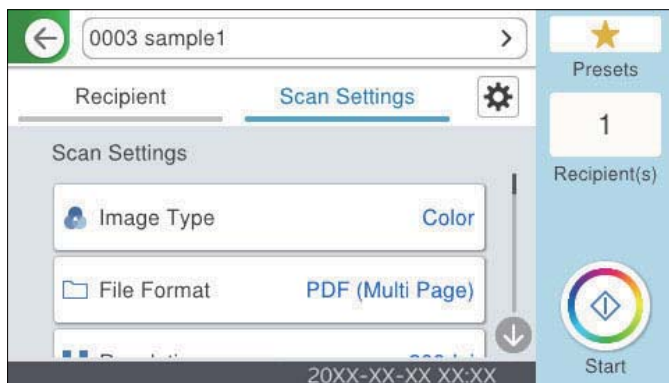 0003 sample1
Recipient
Scan Settings
Scan Settings
Image Type
Color
File Format
PDF (Multi Page)
20XX-XX-XX XX:XX
Presets
1
Recipient(s)
Start